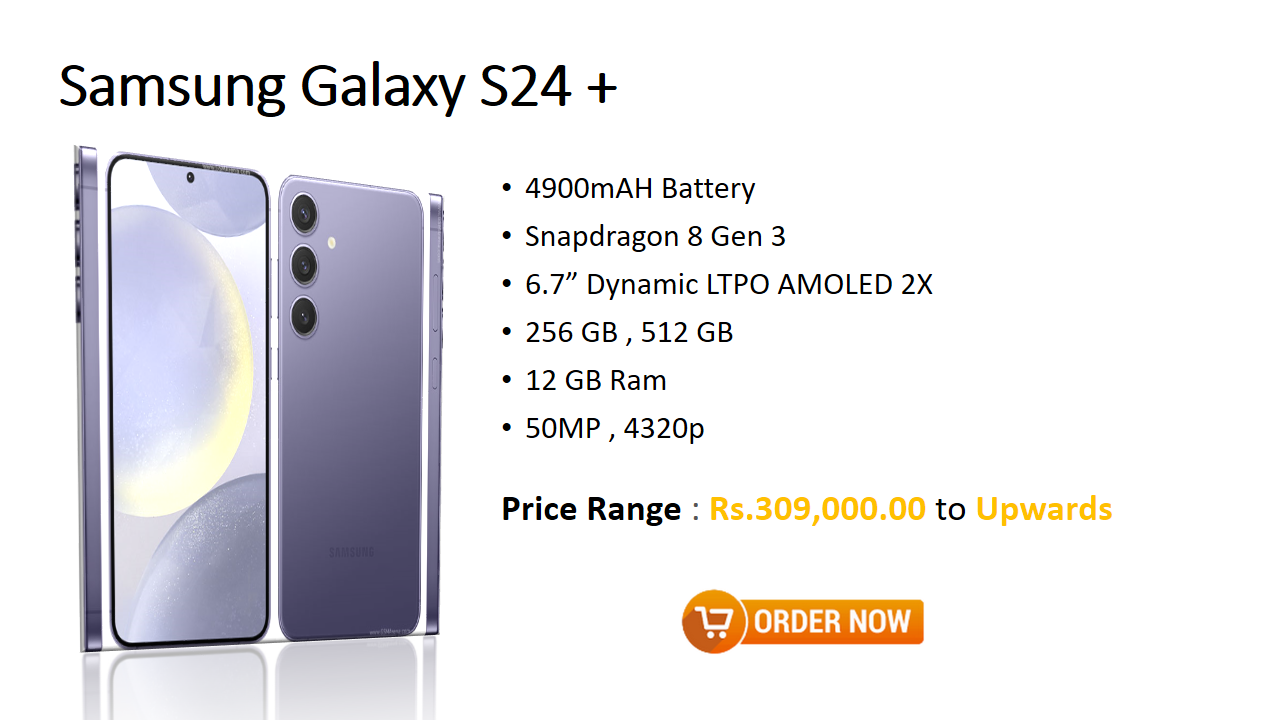 Samsung Galaxy S24 +
• 4900mAH Battery
• Snapdragon 8 Gen 3
• 6.7” Dynamic LTPO AMOLED 2X
• 256 GB , 512 GB
• 12 GB Ram
• 50MP , 4320p
Price Range : Rs.309,000.00 to Upwards
ORDER NOW
SAMSUNG